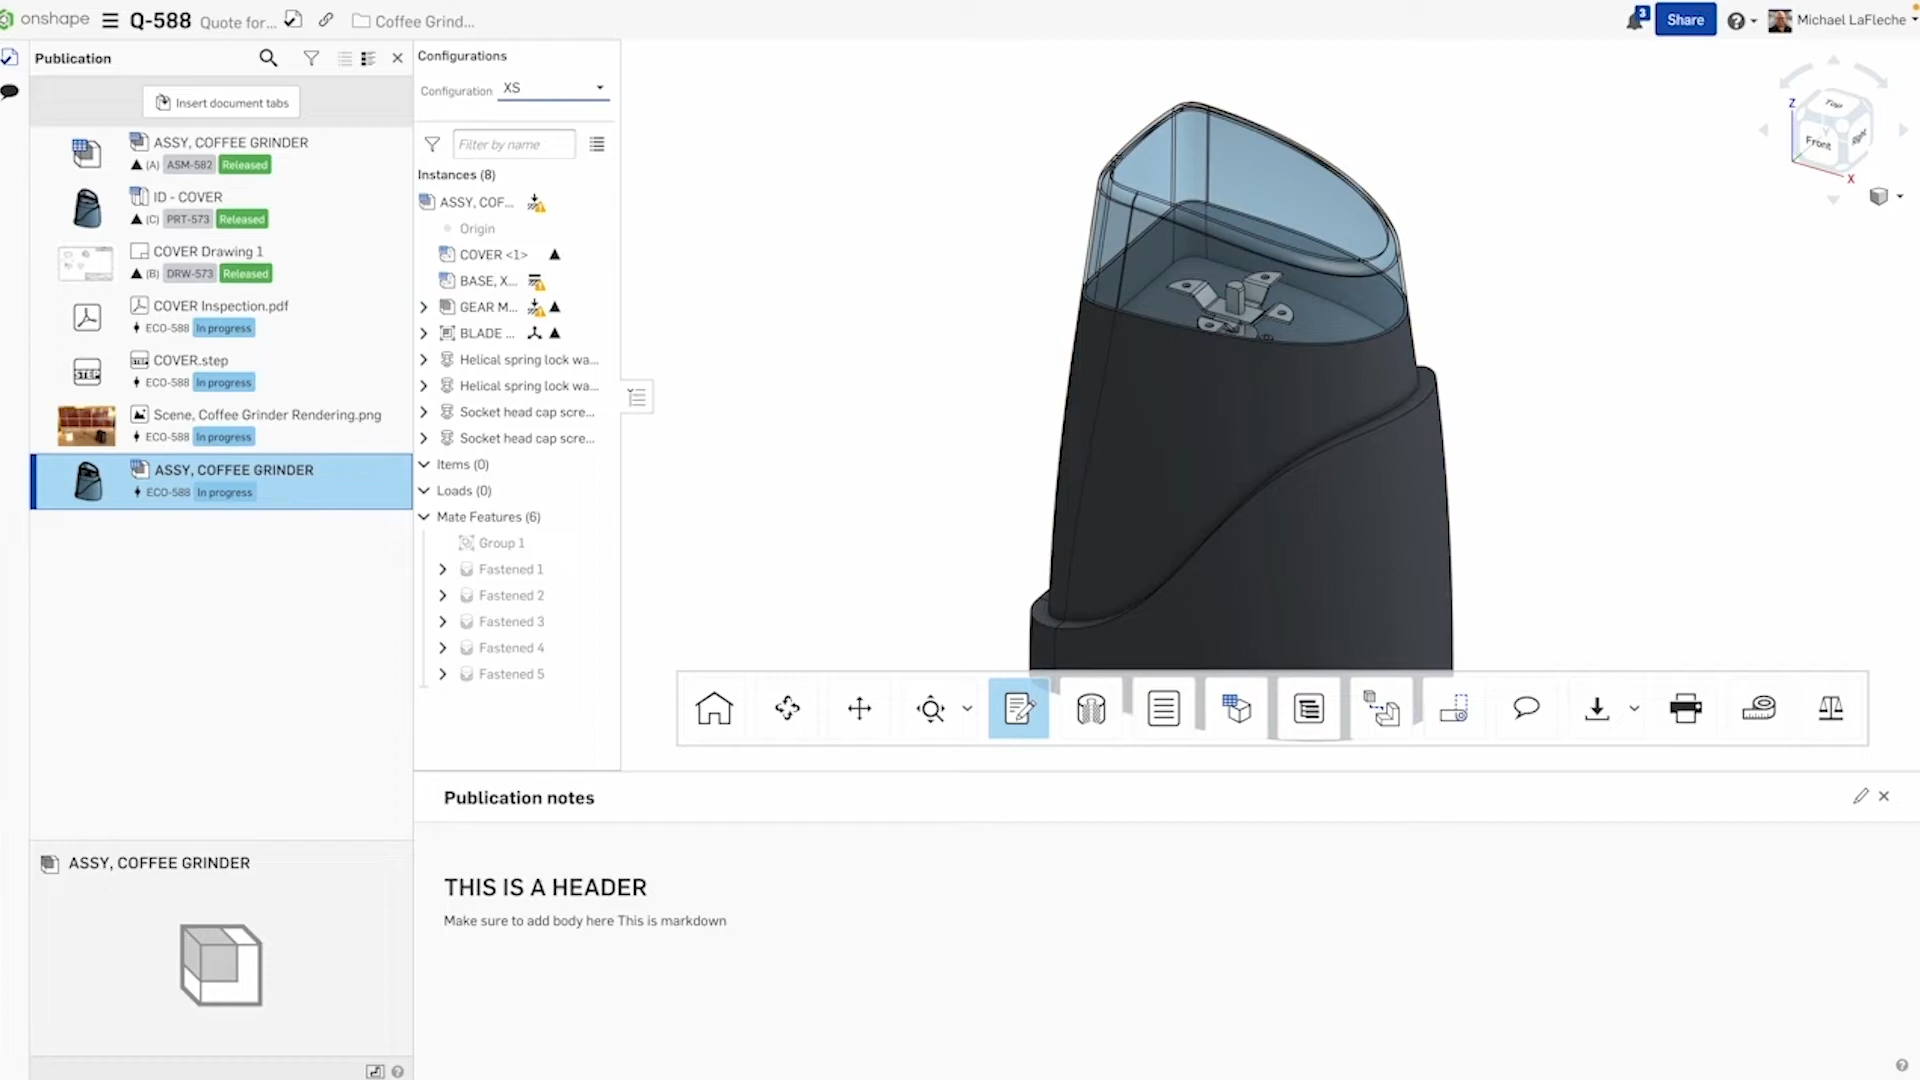 onshape
Q-588 Quote for...
Coffee Grind...
3
Share
Michael LaFleche
Publication
Insert document tabs
ASSY, COFFEE GRINDER
(A) ASM-582 Released
ID - COVER
(C) PRT-573 Released
COVER Drawing 1
(B) DRW-573 Released
COVER Inspection.pdf
ECO-588 In progress
STEP
COVER.step
ECO-588 In progress
Scene, Coffee Grinder Rendering.png
ECO-588 In progress
ASSY, COFFEE GRINDER
ECO-588 In progress
ASSY, COFFEE GRINDER
Configurations
Configuration XS
Filter by name
Instances (8)
ASSY, COF...
Origin
COVER <1>
BASE, X...
GEAR M...
BLADE ...
Helical spring lock wa...
Helical spring lock wa...
Socket head cap scre...
Socket head cap scre...
Items (0)
Loads (0)
Mate Features (6)
Group 1
Fastened 1
Fastened 2
Fastened 3
Fastened 4
Fastened 5
Z
Top
Y
Front
Right
X
Publication notes
THIS IS A HEADER
Make sure to add body here This is markdown